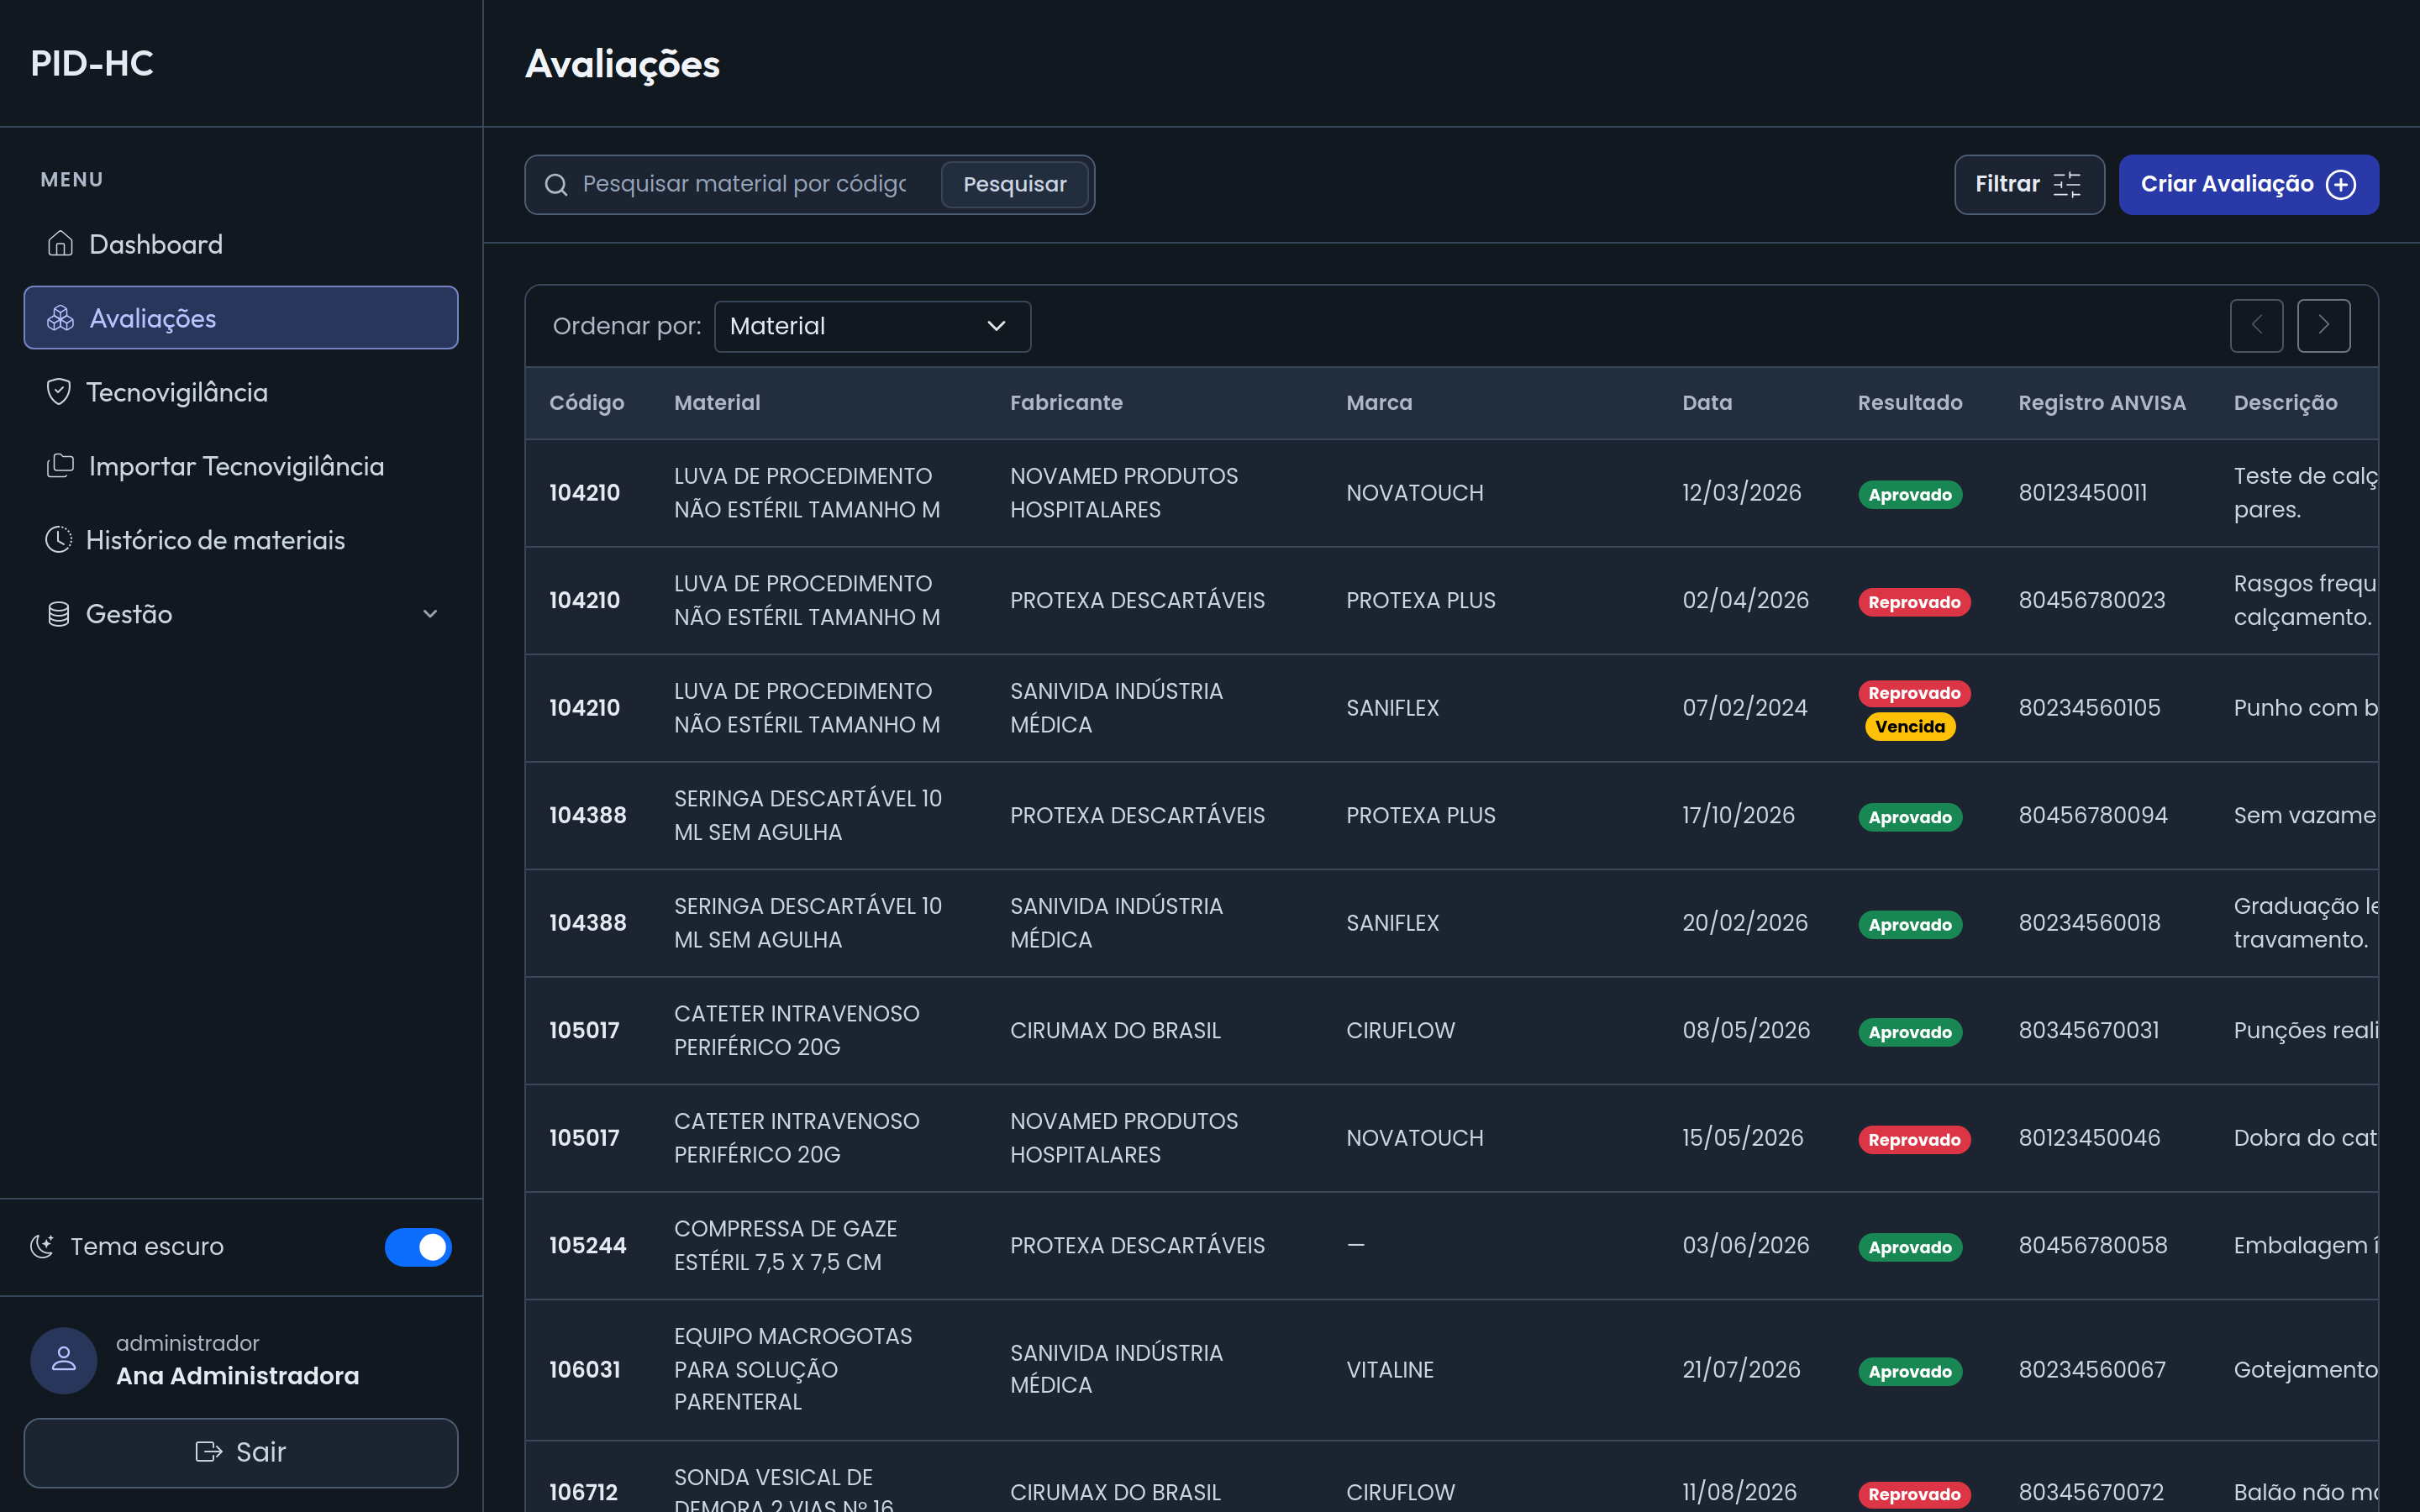 PID-HC
Avaliações
MENU
Dashboard
Avaliações
Tecnovigilância
Importar Tecnovigilância
Histórico de materiais
Gestão
Tema escuro
administrador
Ana Administradora
Sair
Pesquisar material por código
Pesquisar
Filtrar
Criar Avaliação
Ordenar por: Material
Código Material Fabricante Marca Data Resultado Registro ANVISA Descrição
104210 LUVA DE PROCEDIMENTO NÃO ESTÉRIL TAMANHO M NOVAMED PRODUTOS HOSPITALARES NOVATOUCH 12/03/2026 Aprovado 80123450011 Teste de calç pares.
104210 LUVA DE PROCEDIMENTO NÃO ESTÉRIL TAMANHO M PROTEXA DESCARTÁVEIS PROTEXA PLUS 02/04/2026 Reprovado 80456780023 Rasgos frequ calçamento.
104210 LUVA DE PROCEDIMENTO NÃO ESTÉRIL TAMANHO M SANIVIDA INDÚSTRIA MÉDICA SANIFLEX 07/02/2024 Reprovado Vencida 80234560105 Punho com b
104388 SERINGA DESCARTÁVEL 10 ML SEM AGULHA PROTEXA DESCARTÁVEIS PROTEXA PLUS 17/10/2026 Aprovado 80456780094 Sem vazame
104388 SERINGA DESCARTÁVEL 10 ML SEM AGULHA SANIVIDA INDÚSTRIA MÉDICA SANIFLEX 20/02/2026 Aprovado 80234560018 Graduação le travamento.
105017 CATETER INTRAVENOSO PERIFÉRICO 20G CIRUMAX DO BRASIL CIRUFLOW 08/05/2026 Aprovado 80345670031 Punções reali
105017 CATETER INTRAVENOSO PERIFÉRICO 20G NOVAMED PRODUTOS HOSPITALARES NOVATOUCH 15/05/2026 Reprovado 80123450046 Dobra do cat
105244 COMPRESSA DE GAZE ESTÉRIL 7,5 X 7,5 CM PROTEXA DESCARTÁVEIS — 03/06/2026 Aprovado 80456780058 Embalagem í
106031 EQUIPO MACROGOTAS PARA SOLUÇÃO PARENTERAL SANIVIDA INDÚSTRIA MÉDICA VITALINE 21/07/2026 Aprovado 80234560067 Gotejamento
106712 SONDA VESICAL DE DEMORA 2 VIAS Nº 16 CIRUMAX DO BRASIL CIRUFLOW 11/08/2026 Reprovado 80345670072 Balão não mo